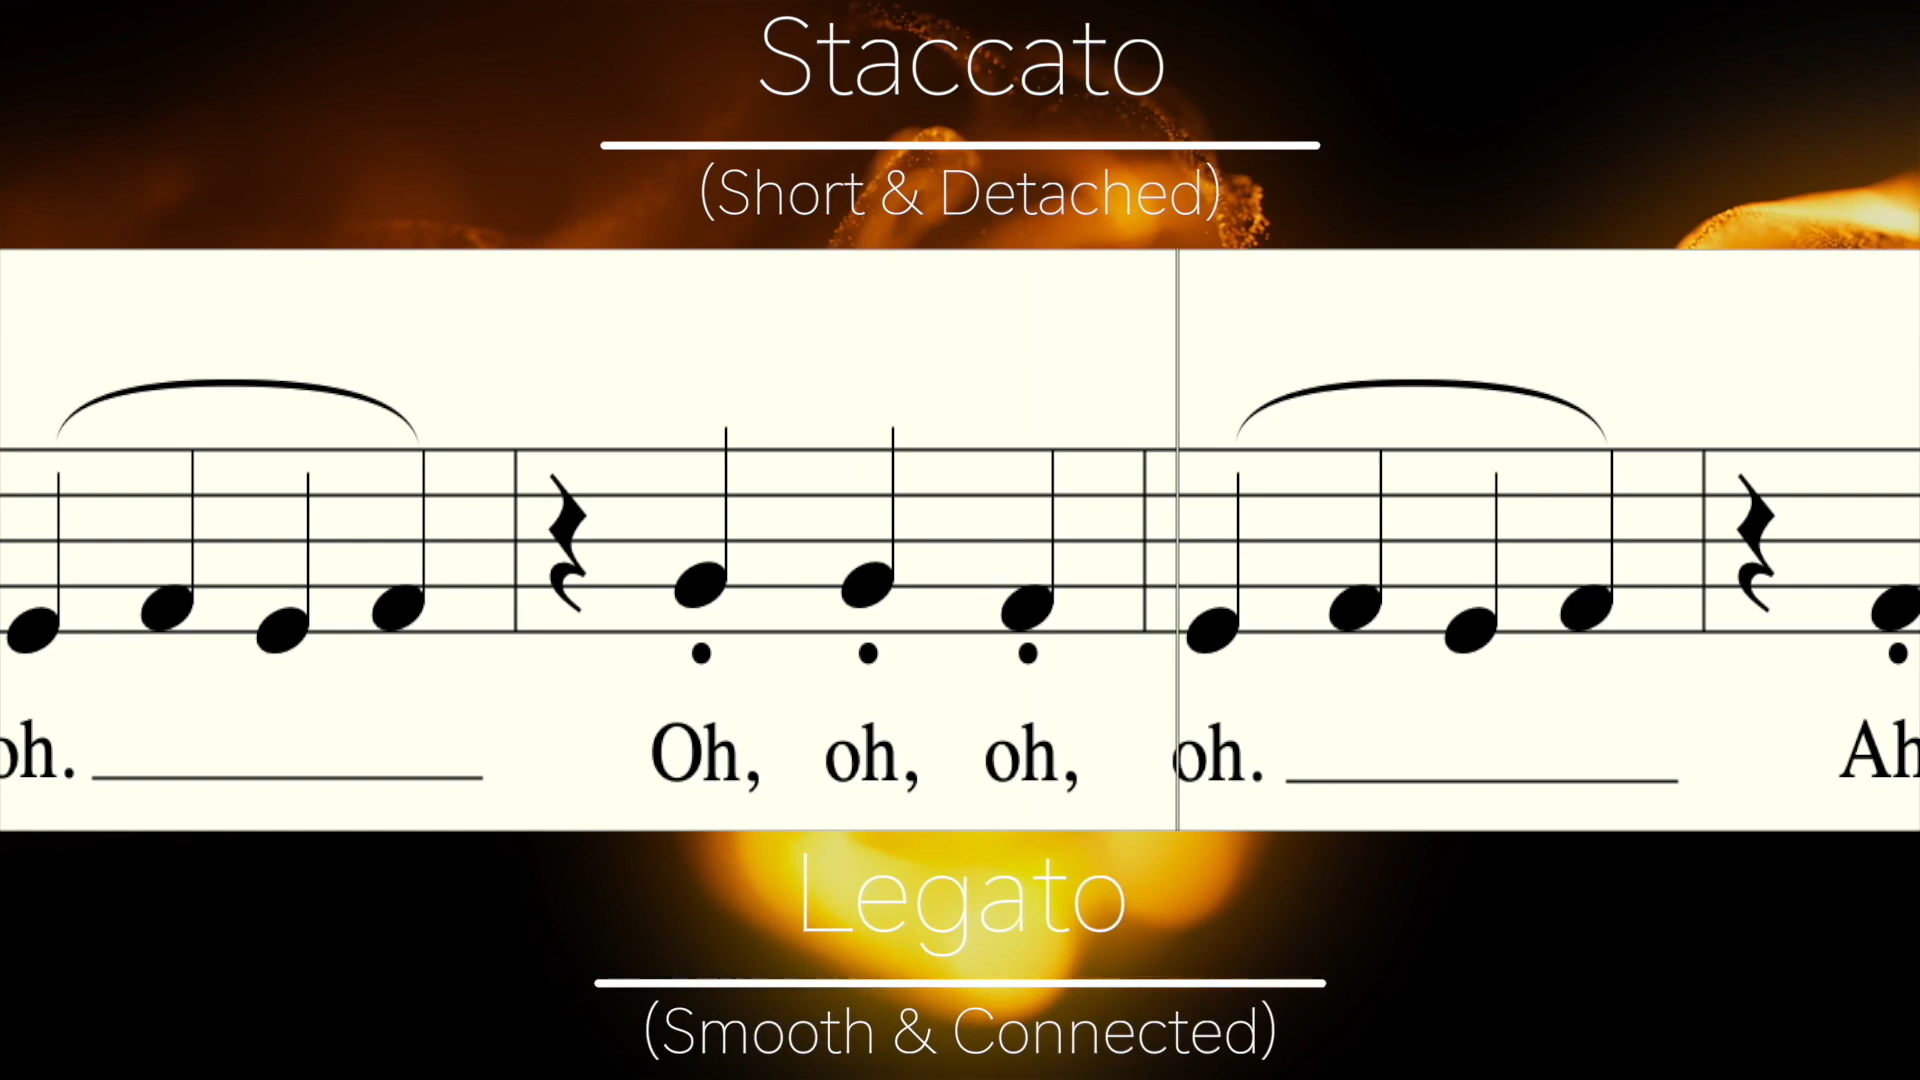 Staccato
(Short & Detached)
oh. Oh, oh, oh, oh. Ah
Legato
(Smooth & Connected)